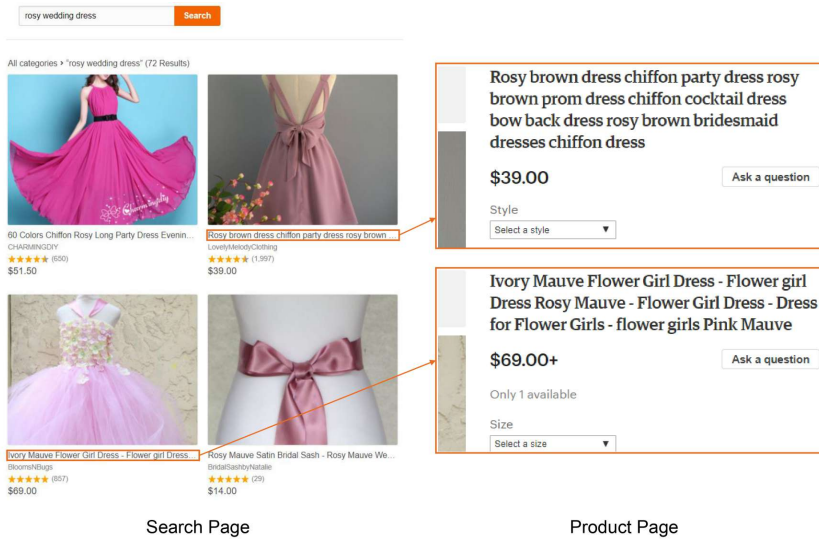 rosy wedding dress
Search
All categories > "rosy wedding dress" (72 Results)
Charmingdiy
60 Colors Chiffon Rosy Long Party Dress Evenin...
CHARMINGDIY
(650)
$51.50
Rosy brown dress chiffon party dress rosy brown ...
LovelyMelodyClothing
(1,997)
$39.00
Ivory Mauve Flower Girl Dress - Flower girl Dress...
BloomsNBugs
(857)
$69.00
Rosy Mauve Satin Bridal Sash - Rosy Mauve We...
BridalSashbyNatalie
(29)
$14.00
Search Page
Rosy brown dress chiffon party dress rosy
brown prom dress chiffon cocktail dress
bow back dress rosy brown bridesmaid
dresses chiffon dress
$39.00
Ask a question
Style
Select a style
Ivory Mauve Flower Girl Dress - Flower girl
Dress Rosy Mauve - Flower Girl Dress - Dress
for Flower Girls - flower girls Pink Mauve
$69.00+
Ask a question
Only 1 available
Size
Select a size
Product Page